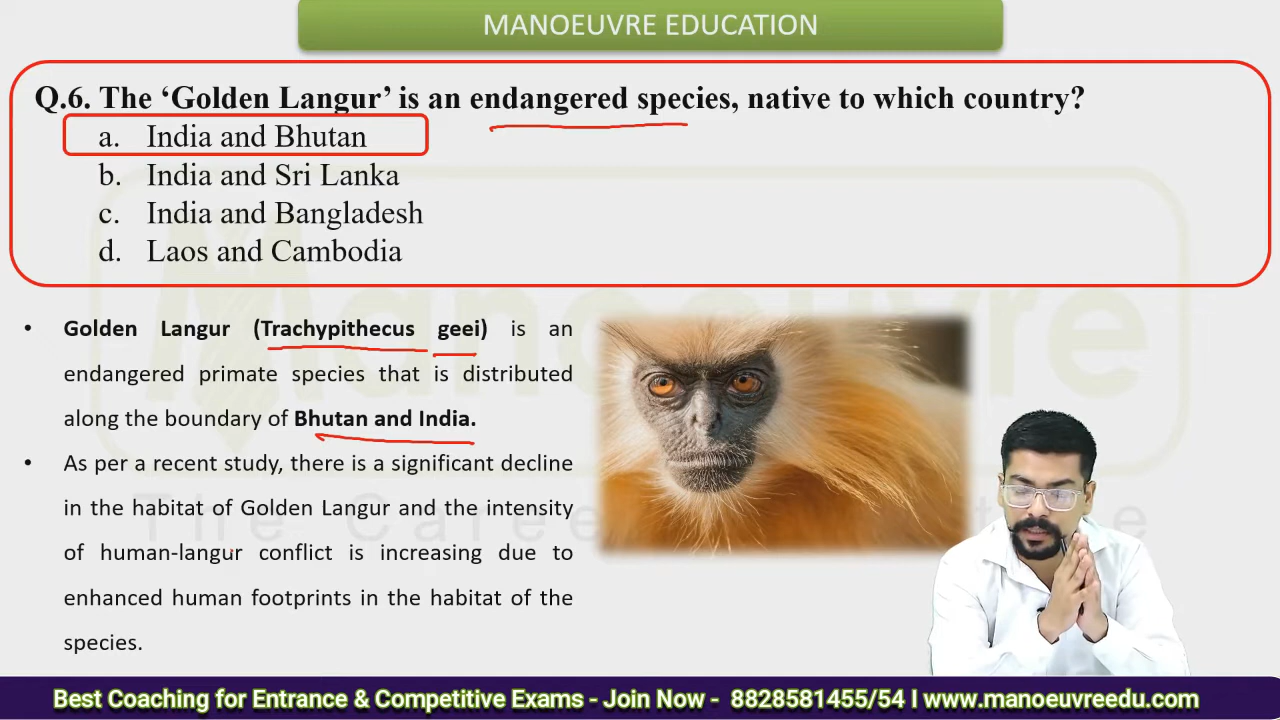 MANOEUVRE EDUCATION
Q.6. The ‘Golden Langur’ is an endangered species, native to which country?
a. India and Bhutan
b. India and Sri Lanka
c. India and Bangladesh
d. Laos and Cambodia
• Golden Langur (Trachypithecus geei) is an
endangered primate species that is distributed
along the boundary of Bhutan and India.
• As per a recent study, there is a significant decline
in the habitat of Golden Langur and the intensity
of human-langur conflict is increasing due to
enhanced human footprints in the habitat of the
species.
Manoeuvre
Best Coaching for Entrance & Competitive Exams - Join Now - 8828581455/54 I www.manoeuvreedu.com